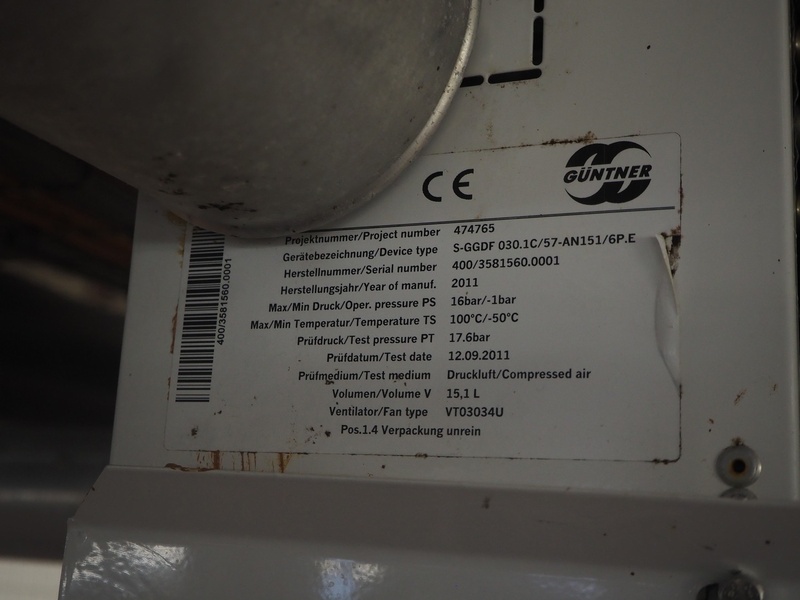 CE
GÜNTNER
Projektnummer/Project number 474765
Gerätebezeichnung/Device type S-GGDF 030.1C/57-AN151/6P.E
Herstellnummer/Serial number 400/3581560.0001
Herstellungsjahr/Year of manuf. 2011
Max/Min Druck/Oper. pressure PS 16bar/-1bar
Max/Min Temperatur/Temperature TS 100°C/-50°C
Prüfdruck/Test pressure PT 17.6bar
Prüfdatum/Test date 12.09.2011
Prüfmedium/Test medium Druckluft/Compressed air
Volumen/Volume V 15,1 L
Ventilator/Fan type VT03034U
Pos.1.4 Verpackung unrein
400/3581560.0001